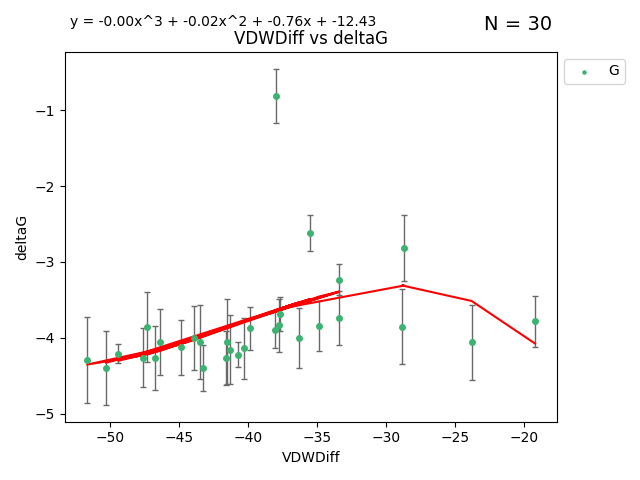 y = -0.00x^3 + -0.02x^2 + -0.76x + -12.43
N = 30
VDWDiff vs deltaG
G
deltaG
−1
−2
−3
−4
−5
−50 −45 −40 −35 −30 −25 −20
VDWDiff